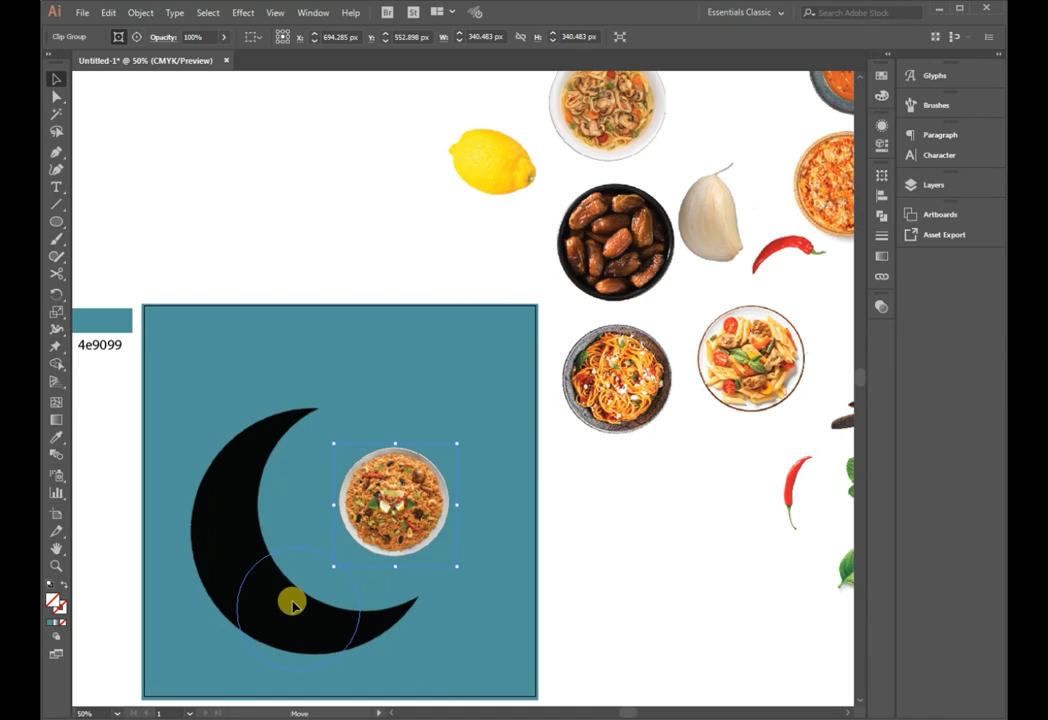 Ai File Edit Object Type Select Effect View Window Help Br St Essentials Classic Search Adobe Stock
Clip Group Opacity: 100% X: 694.285 px Y: 552.898 px W: 340.483 px H: 340.483 px
Untitled-1* @ 50% (CMYK/Preview)
Glyphs
Brushes
Paragraph
Character
Layers
Artboards
Asset Export
4e9099
50% 1 Move